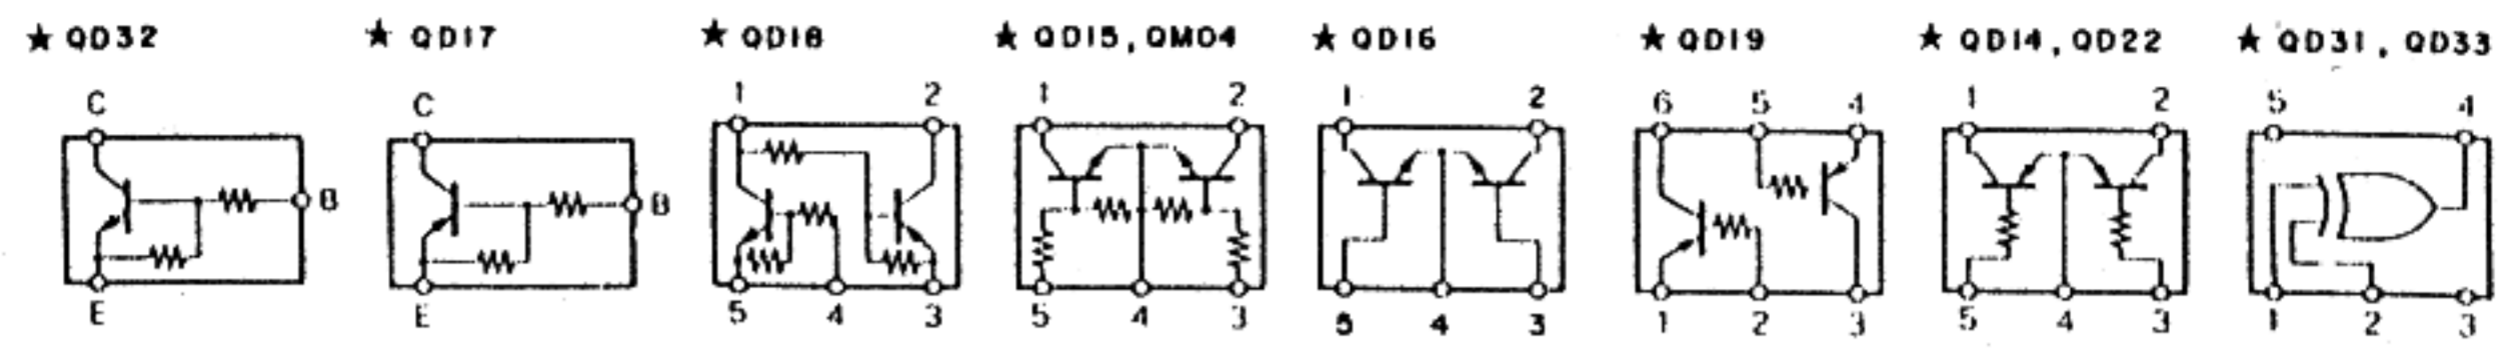 ★ QD32 ★ QD17 ★ QD18 ★ QD15, QM04 ★ QD16 ★ QD19 ★ QD14, QD22 ★ QD31, QD33
C C 1 2 1 2 1 2 6 5 4 1 2 5 4
B B
E E 5 4 3 5 4 3 5 4 3 1 2 3 5 4 3 1 2 3